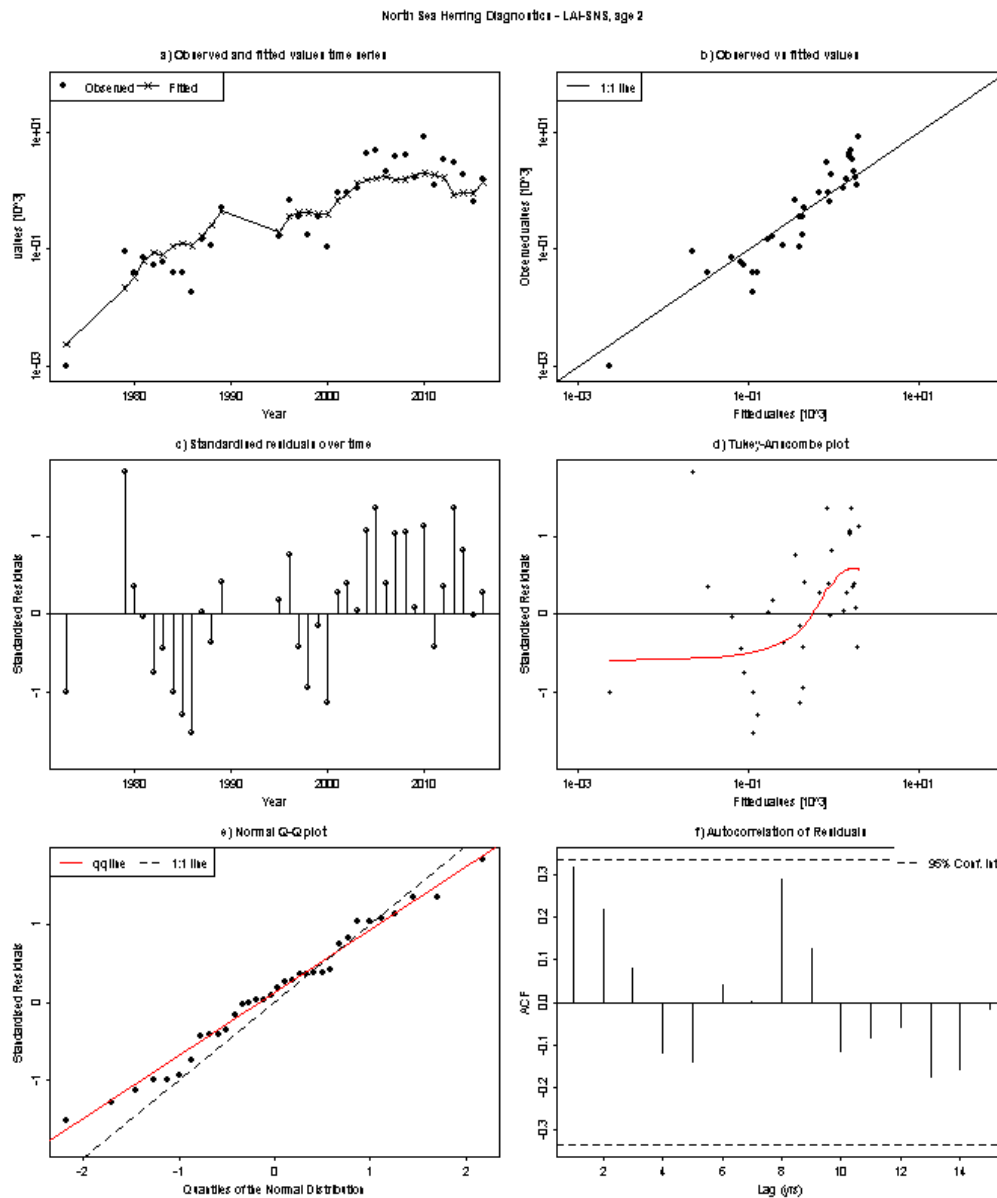 North Sea Herring Diagnostics - LAI-SNS, age 2
a) Observed and fitted values time series
Observed Fitted
values [10^3]
1e-03 1e-01 1e+01
1980 1990 2000 2010
Year
b) Observed vs fitted values
1:1 line
Observed values [10^3]
1e-03 1e-01 1e+01
1e-03 1e-01 1e+01
Fitted values [10^3]
c) Standardised residuals over time
Standardised Residuals
-1 0 1
1980 1990 2000 2010
Year
d) Tukey-Anscombe plot
Standardised Residuals
-1 0 1
1e-03 1e-01 1e+01
Fitted values [10^3]
e) Normal Q-Q plot
qqline 1:1 line
Standardised Residuals
-1 0 1
-2 -1 0 1 2
Quantiles of the Normal Distribution
f) Autocorrelation of Residuals
95% Conf. Int
ACF
-0.3 -0.2 -0.1 0.0 0.1 0.2 0.3
2 4 6 8 10 12 14
Lag (yrs)